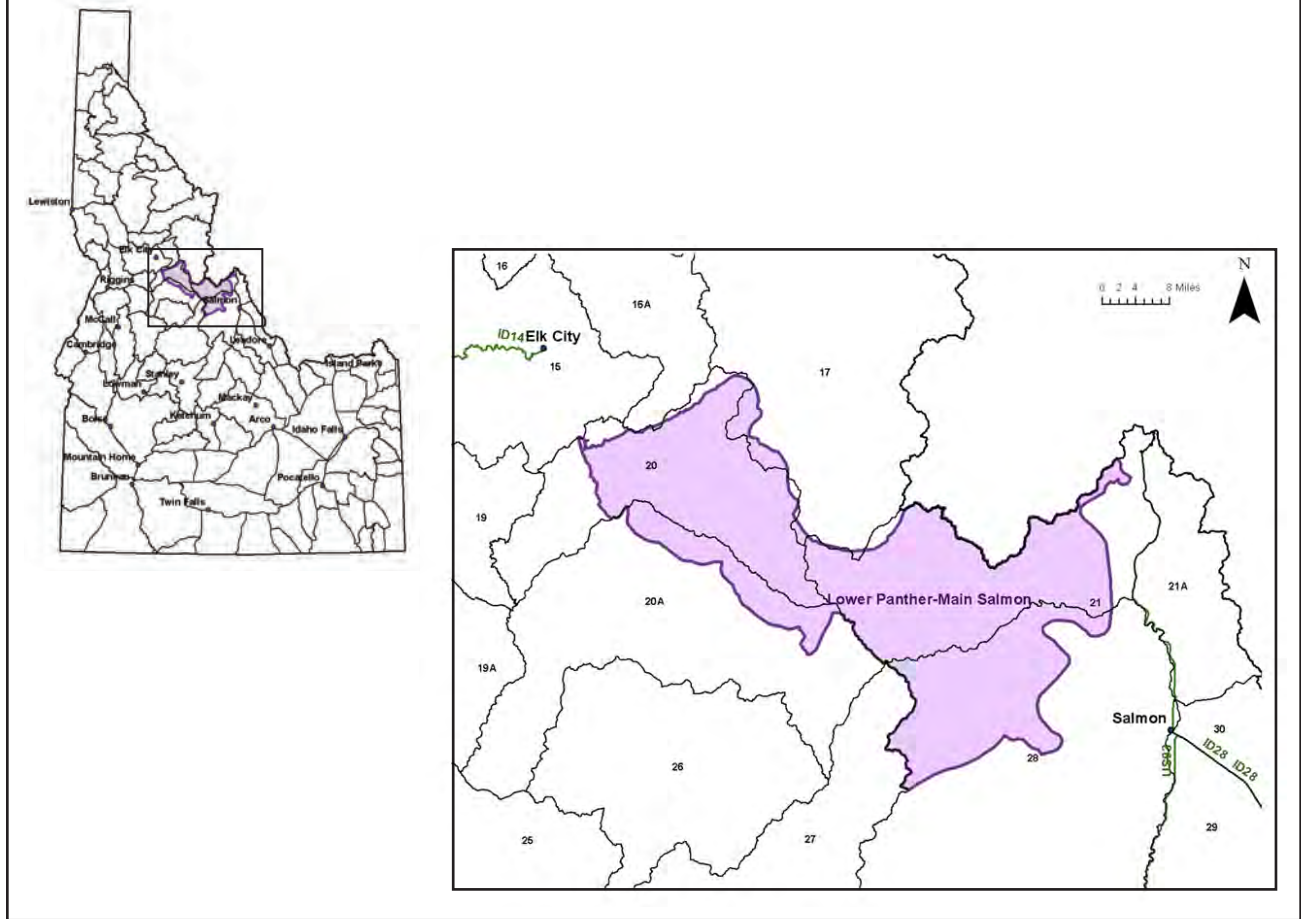 Lewiston
Elk City
Riggins
Salmon
McCall
Cambridge
Leadore
Island Park
Stanley
Lowman
Mackay
Ketchum
Arco
Boise
Idaho Falls
Mountain Home
Bruneau
Pocatello
Twin Falls
N
0 2 4 8 Miles
16
16A
17
ID14 Elk City
15
20
19
20A
Lower Panther-Main Salmon
21
21A
19A
Salmon
30
ID28 ID28
US93
28
26
25
27
29